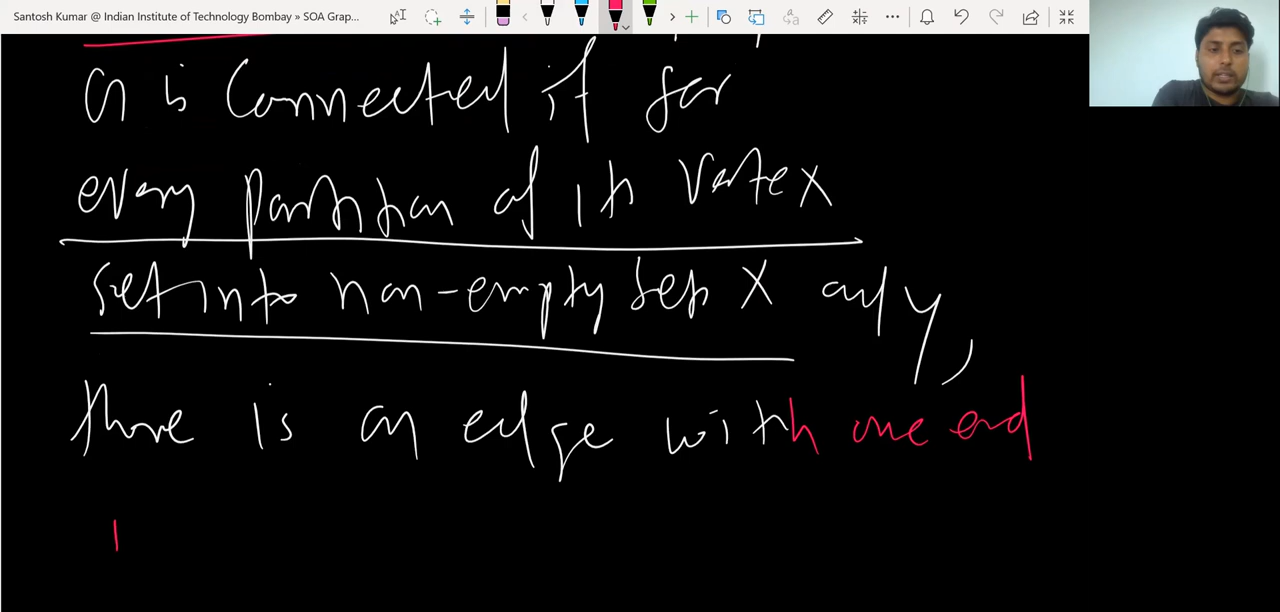 Santosh Kumar @ Indian Institute of Technology Bombay » SOA Grap...
G is Connected if for
every partition of its vertex
set into non-empty sets X and Y,
there is an edge with one end